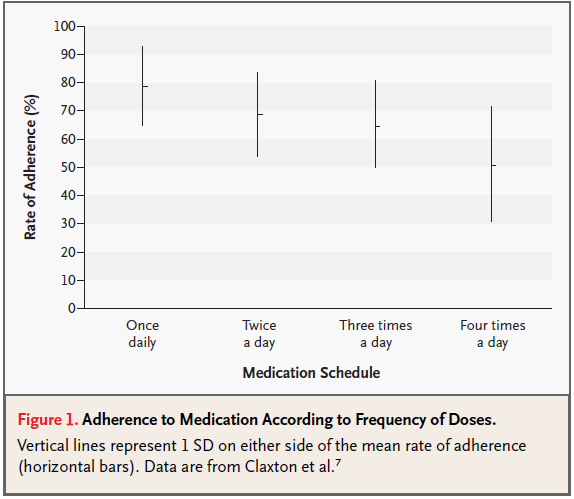 100
90
80
70
60
50
40
30
20
10
0
Rate of Adherence (%)
Once
daily
Twice
a day
Three times
a day
Four times
a day
Medication Schedule
Figure 1. Adherence to Medication According to Frequency of Doses.
Vertical lines represent 1 SD on either side of the mean rate of adherence
(horizontal bars). Data are from Claxton et al.⁷